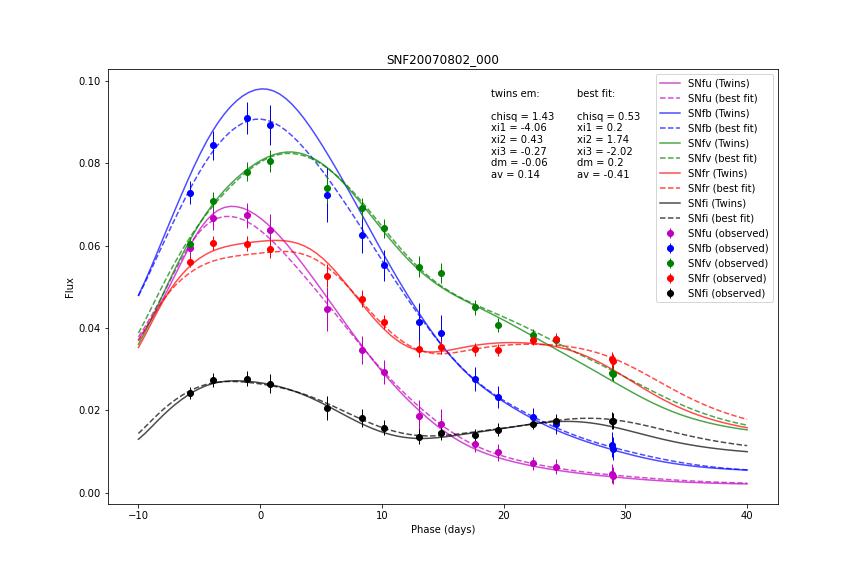 SNF20070802_000
0.10
0.08
0.06
0.04
0.02
0.00
Flux
−10
0
10
20
30
40
Phase (days)
twins em:
chisq = 1.43
xi1 = -4.06
xi2 = 0.43
xi3 = -0.27
dm = -0.06
av = 0.14
best fit:
chisq = 0.53
xi1 = 0.2
xi2 = 1.74
xi3 = -2.02
dm = 0.2
av = -0.41
SNfu (Twins)
SNfu (best fit)
SNfb (Twins)
SNfb (best fit)
SNfv (Twins)
SNfv (best fit)
SNfr (Twins)
SNfr (best fit)
SNfi (Twins)
SNfi (best fit)
SNfu (observed)
SNfb (observed)
SNfv (observed)
SNfr (observed)
SNfi (observed)